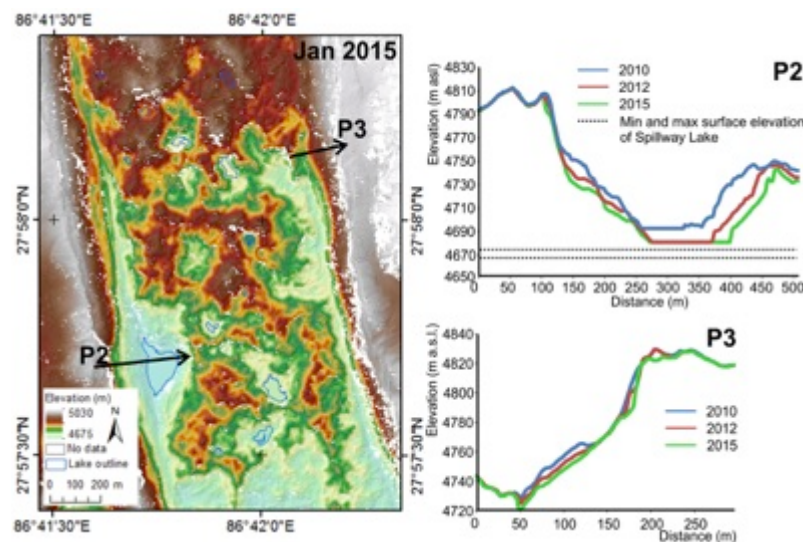 86°41'30"E
86°42'0"E
Jan 2015
P3
P2
27°58'0"N
27°57'30"N
Elevation (m)
5030
4675
No data
Lake outline
N
0 50 100 200 m
86°41'30"E
86°42'0"E
27°58'0"N
27°57'30"N
P2
2010
2012
2015
Min and max surface elevation
of Spillway Lake
Elevation (m asl)
4830
4810
4790
4750
4730
4710
4690
4670
4650
0 50 100 150 200 250 300 350 400 450 500
Distance (m)
P3
2010
2012
2015
Elevation (m a.s.l.)
4840
4820
4800
4780
4760
4740
4720
0 50 100 150 200 250
Distance (m)